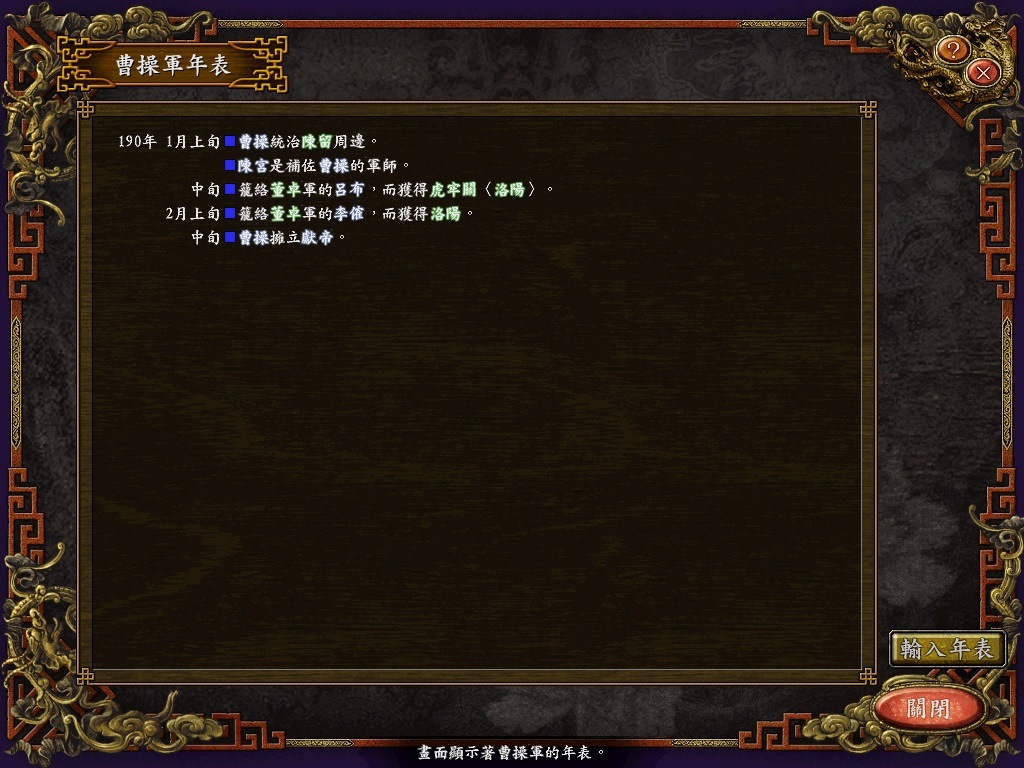 曹操軍年表
?
190年 1月上旬 曹操統治陳留周邊。
陳宮是補佐曹操的軍師。
中旬 籠絡董卓軍的呂布，而獲得虎牢關〈洛陽〉。
2月上旬 籠絡董卓軍的李傕，而獲得洛陽。
中旬 曹操擁立獻帝。
輸入年表
關閉
畫面顯示著曹操軍的年表。